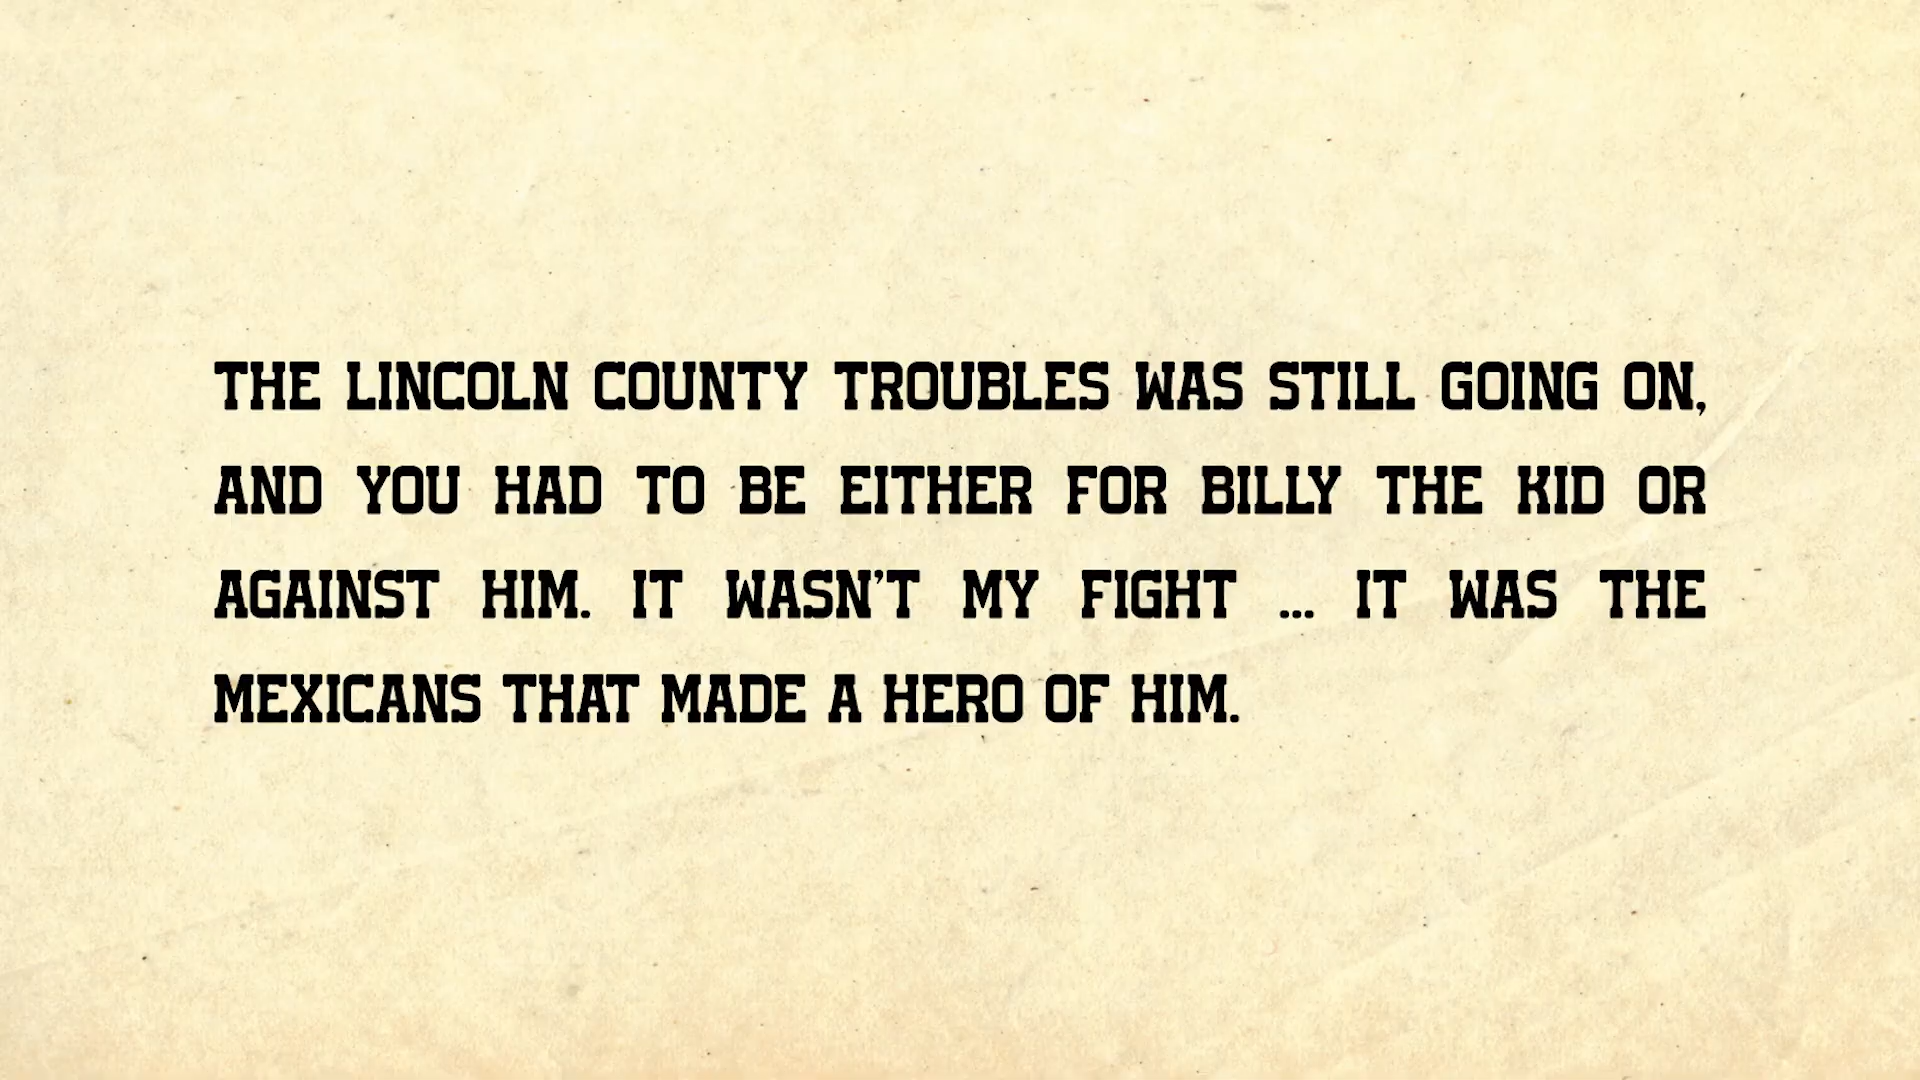 THE LINCOLN COUNTY TROUBLES WAS STILL GOING ON,
AND YOU HAD TO BE EITHER FOR BILLY THE KID OR
AGAINST HIM. IT WASN’T MY FIGHT ... IT WAS THE
MEXICANS THAT MADE A HERO OF HIM.